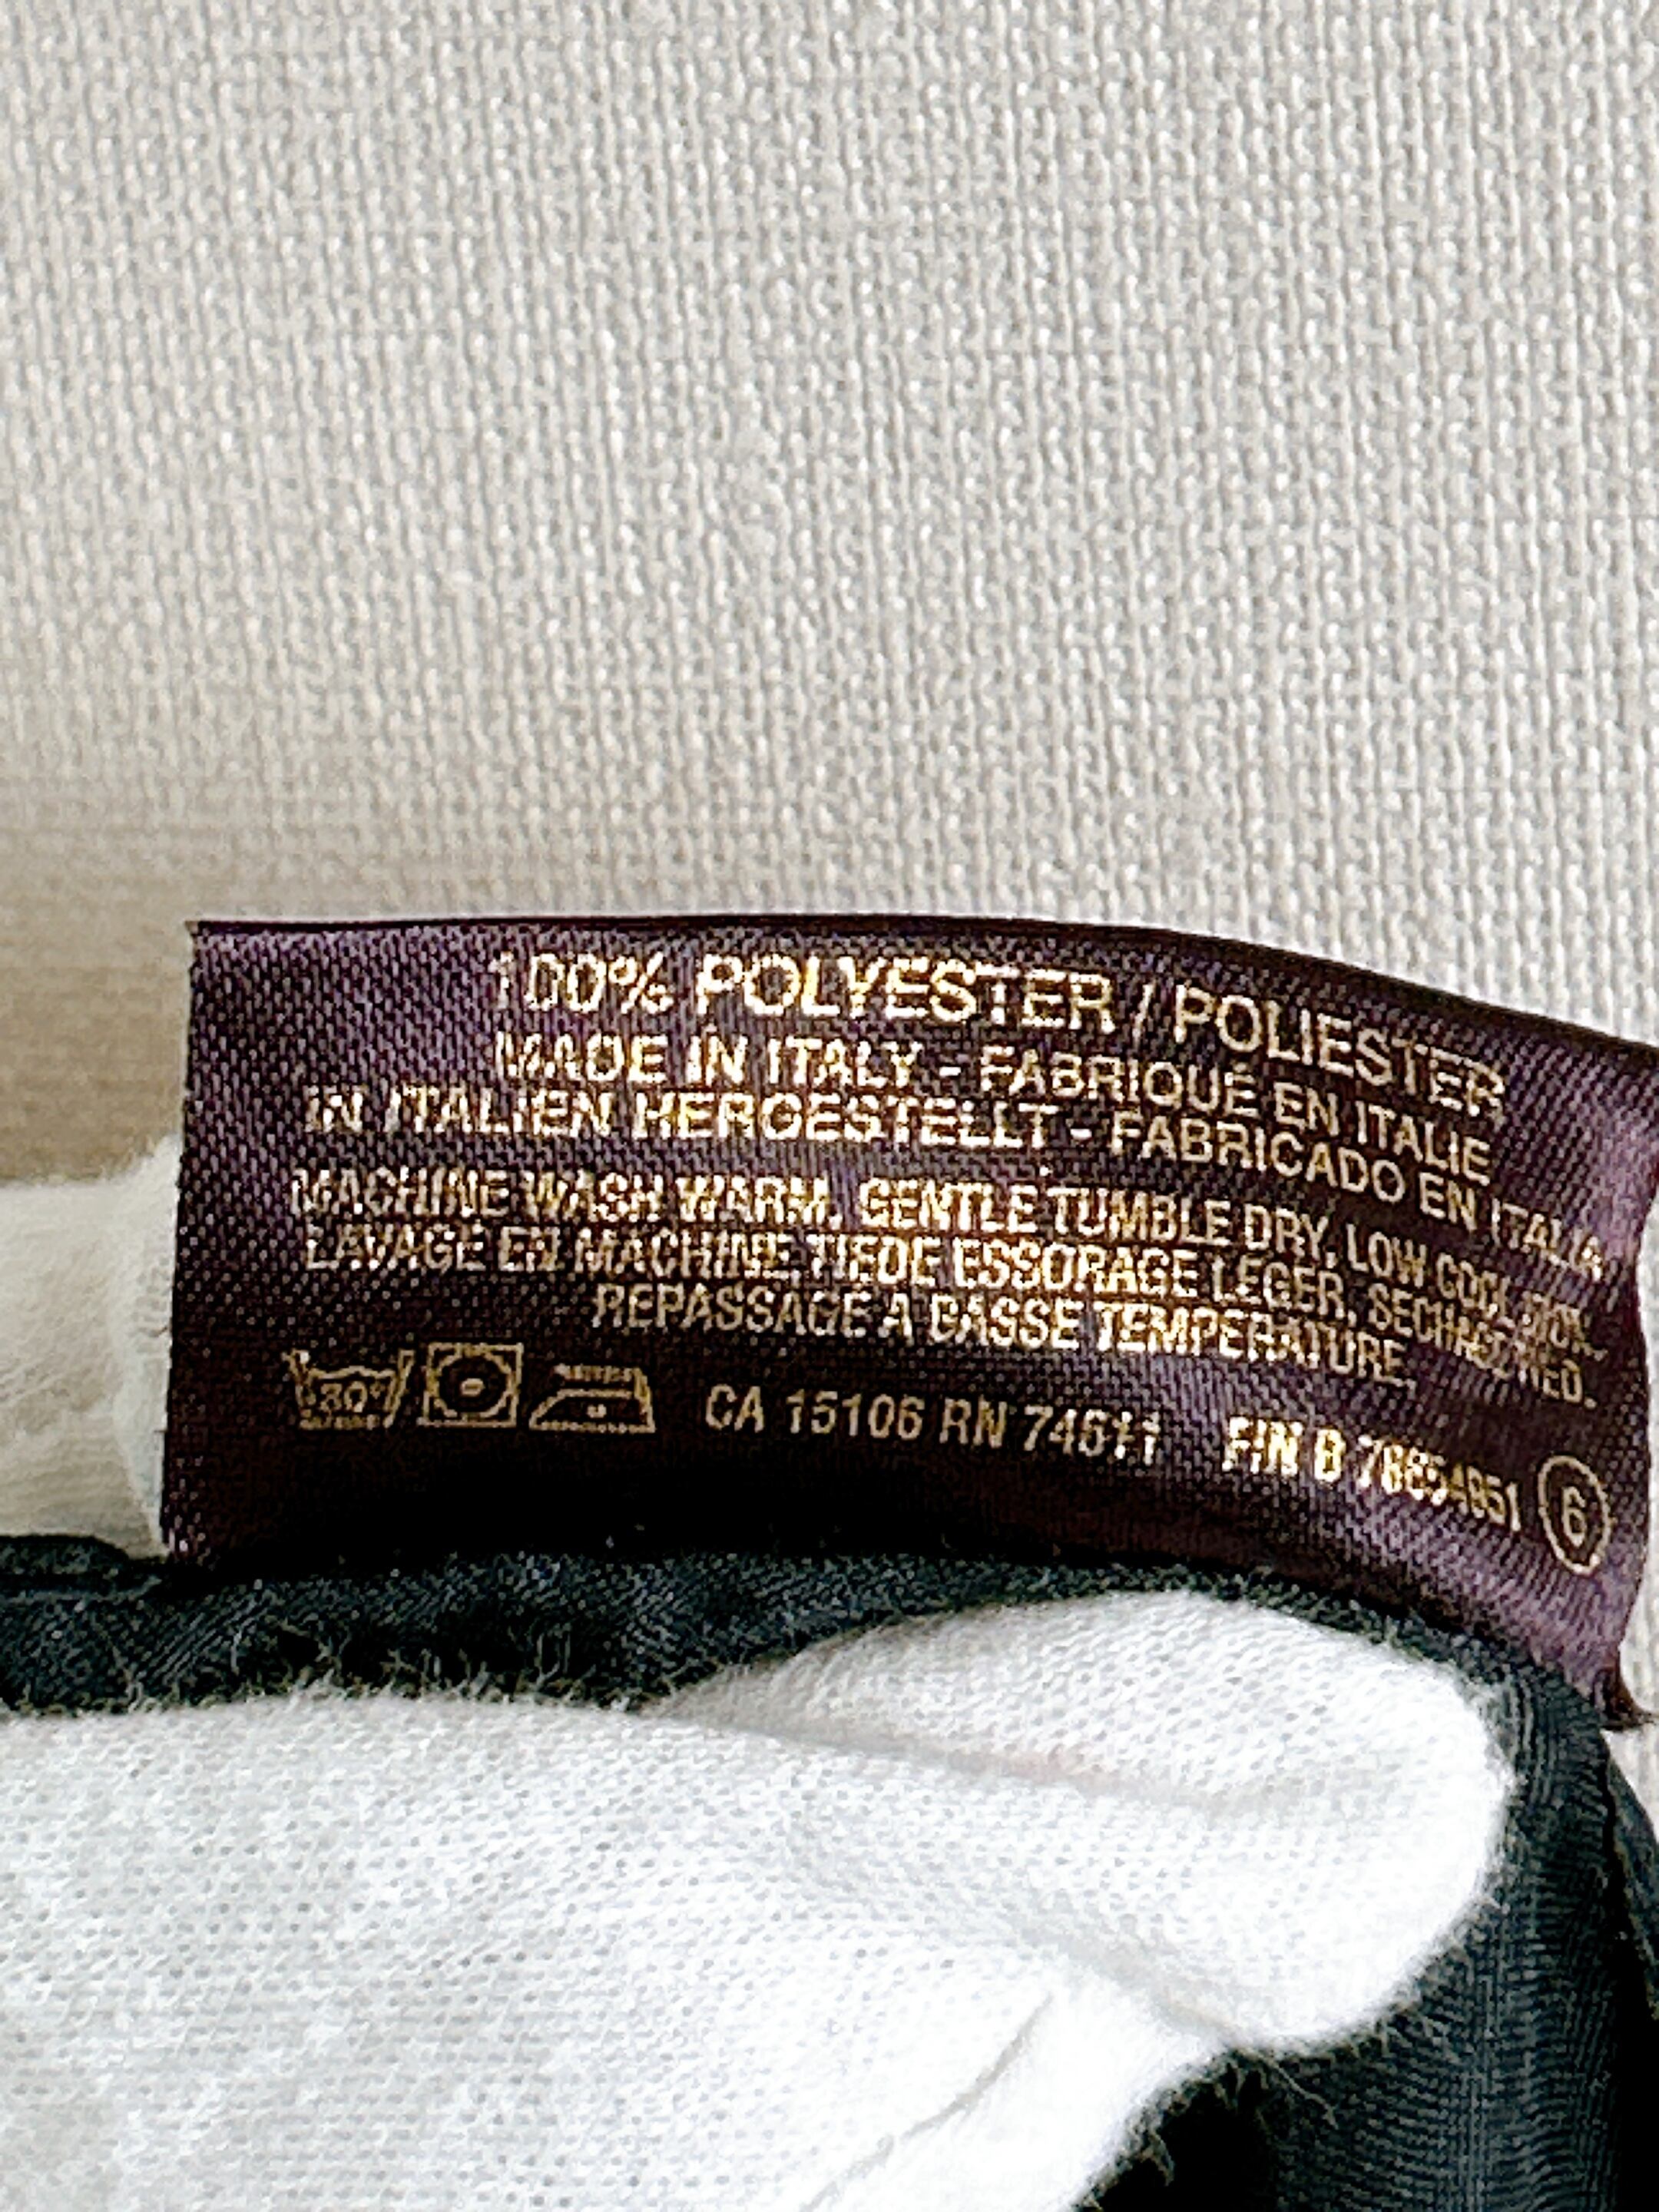 100% POLYESTER / POLIESTER
MADE IN ITALY - FABRIQUÉ EN ITALIE
IN ITALIEN HERGESTELLT - FABRICADO EN ITALIA
MACHINE WASH WARM, GENTLE TUMBLE DRY, LOW COOL IRON.
LAVAGE EN MACHINE, TIEDE ESSORAGE LEGER, SECHAGE MED.
REPASSAGE A BASSE TEMPERATURE.
30° CA 15106 RN 74611 FIN B 78654951 6